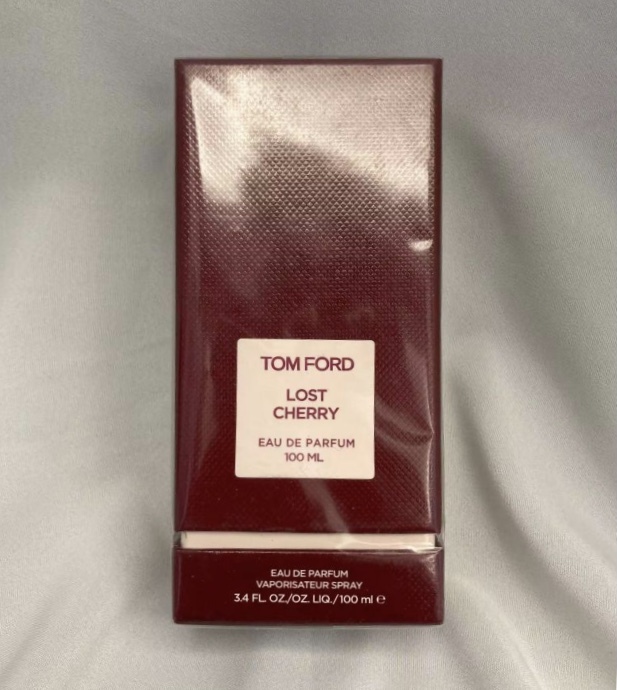 TOM FORD
LOST
CHERRY
EAU DE PARFUM
100 ML
EAU DE PARFUM
VAPORISATEUR SPRAY
3.4 FL. OZ./OZ. LIQ./100 ml ℮